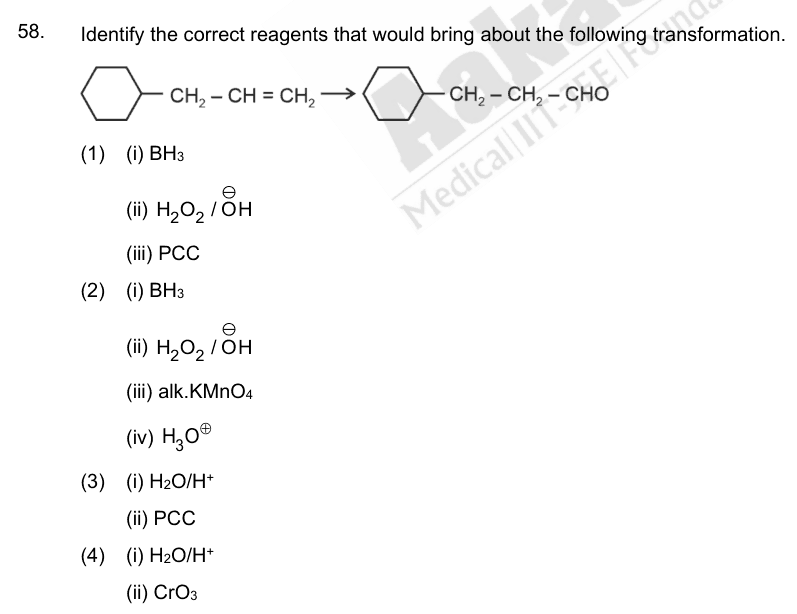 58. Identify the correct reagents that would bring about the following transformation.
CH₂ – CH = CH₂ → CH₂ – CH₂ – CHO
(1) (i) BH₃
(ii) H₂O₂ / O⊖H
(iii) PCC
(2) (i) BH₃
(ii) H₂O₂ / O⊖H
(iii) alk.KMnO₄
(iv) H₃O⊕
(3) (i) H₂O/H⁺
(ii) PCC
(4) (i) H₂O/H⁺
(ii) CrO₃
Aaka
Medical|IIT-JEE|Founda